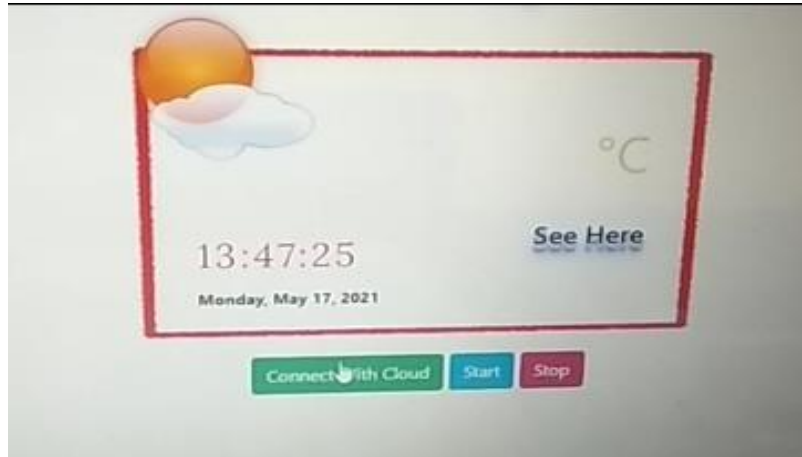 °C
See Here
13:47:25
Monday, May 17, 2021
Connect With Cloud
Start
Stop